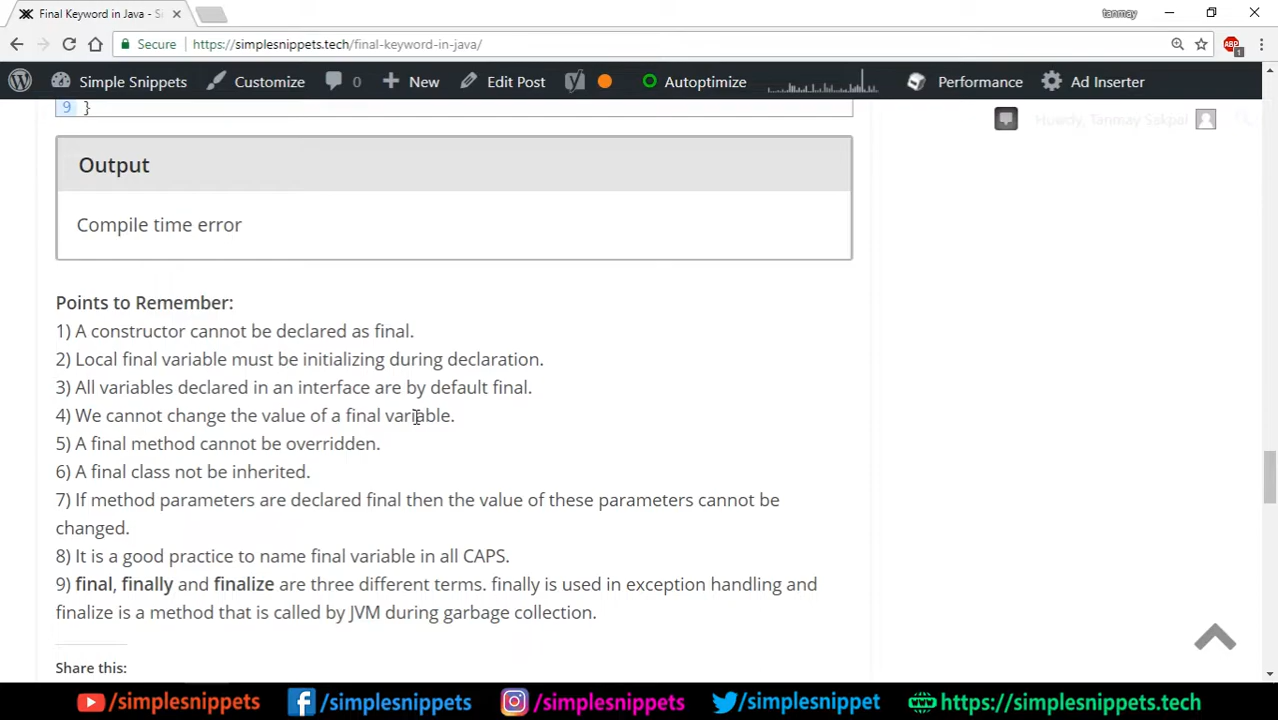 Final Keyword in Java - Si
tanmay
Secure https://simplesnippets.tech/final-keyword-in-java/
ABP
1
Simple Snippets Customize 0 New Edit Post Autoptimize Performance Ad Inserter
9 }
Howdy, Tanmay Sakpal
Output
Compile time error
Points to Remember:
1) A constructor cannot be declared as final.
2) Local final variable must be initializing during declaration.
3) All variables declared in an interface are by default final.
4) We cannot change the value of a final variable.
5) A final method cannot be overridden.
6) A final class not be inherited.
7) If method parameters are declared final then the value of these parameters cannot be
changed.
8) It is a good practice to name final variable in all CAPS.
9) final, finally and finalize are three different terms. finally is used in exception handling and
finalize is a method that is called by JVM during garbage collection.
Share this:
/simplesnippets /simplesnippets /simplesnippets /simplesnippets https://simplesnippets.tech